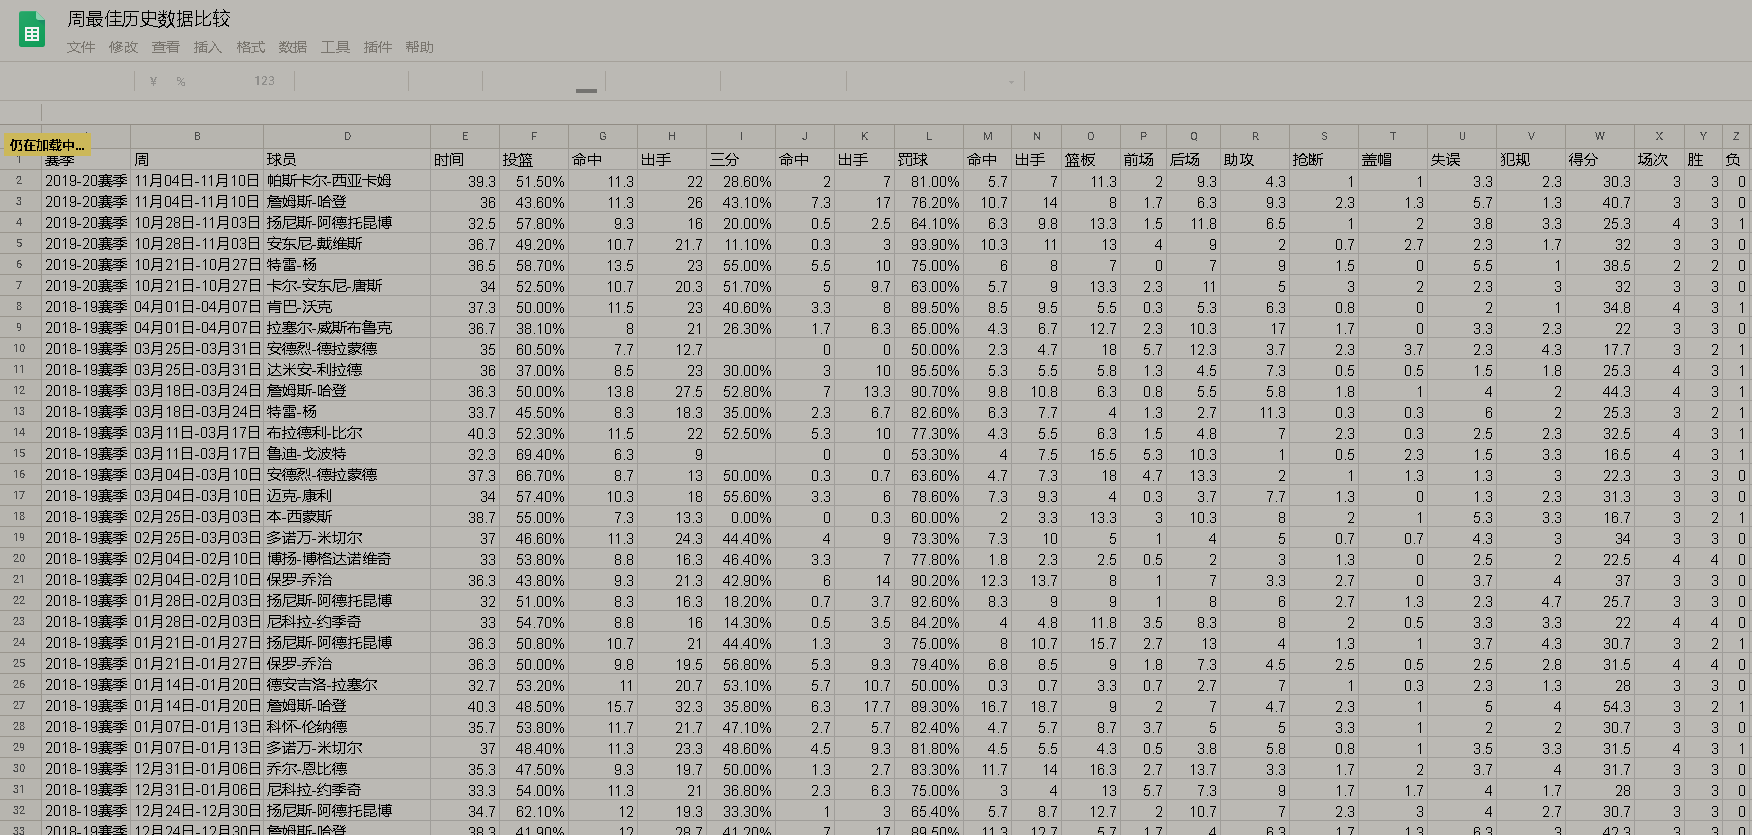 周最佳历史数据比较
文件 修改 查看 插入 格式 数据 工具 插件 帮助
¥ % 123
仍在加载中...
B D E F G H I J K L M N O P Q R S T U V W X Y Z
1 赛季 周 球员 时间 投篮 命中 出手 三分 命中 出手 罚球 命中 出手 篮板 前场 后场 助攻 抢断 盖帽 失误 犯规 得分 场次 胜 负
2 2019-20赛季 11月04日-11月10日 帕斯卡尔-西亚卡姆 39.3 51.50% 11.3 22 28.60% 2 7 81.00% 5.7 7 11.3 2 9.3 4.3 1 1 3.3 2.3 30.3 3 3 0
3 2019-20赛季 11月04日-11月10日 詹姆斯-哈登 36 43.60% 11.3 26 43.10% 7.3 17 76.20% 10.7 14 8 1.7 6.3 9.3 2.3 1.3 5.7 1.3 40.7 3 3 0
4 2019-20赛季 10月28日-11月03日 扬尼斯-阿德托昆博 32.5 57.80% 9.3 16 20.00% 0.5 2.5 64.10% 6.3 9.8 13.3 1.5 11.8 6.5 1 2 3.8 3.3 25.3 4 3 1
5 2019-20赛季 10月28日-11月03日 安东尼-戴维斯 36.7 49.20% 10.7 21.7 11.10% 0.3 3 93.90% 10.3 11 13 4 9 2 0.7 2.7 2.3 1.7 32 3 3 0
6 2019-20赛季 10月21日-10月27日 特雷-杨 36.5 58.70% 13.5 23 55.00% 5.5 10 75.00% 6 8 7 0 7 9 1.5 0 5.5 1 38.5 2 2 0
7 2019-20赛季 10月21日-10月27日 卡尔-安东尼-唐斯 34 52.50% 10.7 20.3 51.70% 5 9.7 63.00% 5.7 9 13.3 2.3 11 5 3 2 2.3 3 32 3 3 0
8 2018-19赛季 04月01日-04月07日 肯巴-沃克 37.3 50.00% 11.5 23 40.60% 3.3 8 89.50% 8.5 9.5 5.5 0.3 5.3 6.3 0.8 0 2 1 34.8 4 3 1
9 2018-19赛季 04月01日-04月07日 拉塞尔-威斯布鲁克 36.7 38.10% 8 21 26.30% 1.7 6.3 65.00% 4.3 6.7 12.7 2.3 10.3 17 1.7 0 3.3 2.3 22 3 3 0
10 2018-19赛季 03月25日-03月31日 安德烈-德拉蒙德 35 60.50% 7.7 12.7 0 0 50.00% 2.3 4.7 18 5.7 12.3 3.7 2.3 3.7 2.3 4.3 17.7 3 2 1
11 2018-19赛季 03月25日-03月31日 达米安-利拉德 36 37.00% 8.5 23 30.00% 3 10 95.50% 5.3 5.5 5.8 1.3 4.5 7.3 0.5 0.5 1.5 1.8 25.3 4 3 1
12 2018-19赛季 03月18日-03月24日 詹姆斯-哈登 36.3 50.00% 13.8 27.5 52.80% 7 13.3 90.70% 9.8 10.8 6.3 0.8 5.5 5.8 1.8 1 4 2 44.3 4 3 1
13 2018-19赛季 03月18日-03月24日 特雷-杨 33.7 45.50% 8.3 18.3 35.00% 2.3 6.7 82.60% 6.3 7.7 4 1.3 2.7 11.3 0.3 0.3 6 2 25.3 3 2 1
14 2018-19赛季 03月11日-03月17日 布拉德利-比尔 40.3 52.30% 11.5 22 52.50% 5.3 10 77.30% 4.3 5.5 6.3 1.5 4.8 7 2.3 0.3 2.5 2.3 32.5 4 3 1
15 2018-19赛季 03月11日-03月17日 鲁迪-戈波特 32.3 69.40% 6.3 9 0 0 53.30% 4 7.5 15.5 5.3 10.3 1 0.5 2.3 1.5 3.3 16.5 4 3 1
16 2018-19赛季 03月04日-03月10日 安德烈-德拉蒙德 37.3 66.70% 8.7 13 50.00% 0.3 0.7 63.60% 4.7 7.3 18 4.7 13.3 2 1 1.3 1.3 3 22.3 3 3 0
17 2018-19赛季 03月04日-03月10日 迈克-康利 34 57.40% 10.3 18 55.60% 3.3 6 78.60% 7.3 9.3 4 0.3 3.7 7.7 1.3 0 1.3 2.3 31.3 3 3 0
18 2018-19赛季 02月25日-03月03日 本-西蒙斯 38.7 55.00% 7.3 13.3 0.00% 0 0.3 60.00% 2 3.3 13.3 3 10.3 8 2 1 5.3 3.3 16.7 3 2 1
19 2018-19赛季 02月25日-03月03日 多诺万-米切尔 37 46.60% 11.3 24.3 44.40% 4 9 73.30% 7.3 10 5 1 4 5 0.7 0.7 4.3 3 34 3 3 0
20 2018-19赛季 02月04日-02月10日 博扬-博格达诺维奇 33 53.80% 8.8 16.3 46.40% 3.3 7 77.80% 1.8 2.3 2.5 0.5 2 3 1.3 0 2.5 2 22.5 4 4 0
21 2018-19赛季 02月04日-02月10日 保罗-乔治 36.3 43.80% 9.3 21.3 42.90% 6 14 90.20% 12.3 13.7 8 1 7 3.3 2.7 0 3.7 4 37 3 3 0
22 2018-19赛季 01月28日-02月03日 扬尼斯-阿德托昆博 32 51.00% 8.3 16.3 18.20% 0.7 3.7 92.60% 8.3 9 9 1 8 6 2.7 1.3 2.3 4.7 25.7 3 3 0
23 2018-19赛季 01月28日-02月03日 尼科拉-约季奇 33 54.70% 8.8 16 14.30% 0.5 3.5 84.20% 4 4.8 11.8 3.5 8.3 8 2 0.5 3.3 3.3 22 4 4 0
24 2018-19赛季 01月21日-01月27日 扬尼斯-阿德托昆博 36.3 50.80% 10.7 21 44.40% 1.3 3 75.00% 8 10.7 15.7 2.7 13 4 1.3 1 3.7 4.3 30.7 3 2 1
25 2018-19赛季 01月21日-01月27日 保罗-乔治 36.3 50.00% 9.8 19.5 56.80% 5.3 9.3 79.40% 6.8 8.5 9 1.8 7.3 4.5 2.5 0.5 2.5 2.8 31.5 4 4 0
26 2018-19赛季 01月14日-01月20日 德安吉洛-拉塞尔 32.7 53.20% 11 20.7 53.10% 5.7 10.7 50.00% 0.3 0.7 3.3 0.7 2.7 7 1 0.3 2.3 1.3 28 3 3 0
27 2018-19赛季 01月14日-01月20日 詹姆斯-哈登 40.3 48.50% 15.7 32.3 35.80% 6.3 17.7 89.30% 16.7 18.7 9 2 7 4.7 2.3 1 5 4 54.3 3 2 1
28 2018-19赛季 01月07日-01月13日 科怀-伦纳德 35.7 53.80% 11.7 21.7 47.10% 2.7 5.7 82.40% 4.7 5.7 8.7 3.7 5 5 3.3 1 2 2 30.7 3 3 0
29 2018-19赛季 01月07日-01月13日 多诺万-米切尔 37 48.40% 11.3 23.3 48.60% 4.5 9.3 81.80% 4.5 5.5 4.3 0.5 3.8 5.8 0.8 1 3.5 3.3 31.5 4 3 1
30 2018-19赛季 12月31日-01月06日 乔尔-恩比德 35.3 47.50% 9.3 19.7 50.00% 1.3 2.7 83.30% 11.7 14 16.3 2.7 13.7 3.3 1.7 2 3.7 4 31.7 3 3 0
31 2018-19赛季 12月31日-01月06日 尼科拉-约季奇 33.3 54.00% 11.3 21 36.80% 2.3 6.3 75.00% 3 4 13 5.7 7.3 9 1.7 1.7 4 1.7 28 3 3 0
32 2018-19赛季 12月24日-12月30日 扬尼斯-阿德托昆博 34.7 62.10% 12 19.3 33.30% 1 3 65.40% 5.7 8.7 12.7 2 10.7 7 2.3 3 4 2.7 30.7 3 3 0
33 2018-19赛季 12月24日-12月30日 詹姆斯-哈登 38.3 41.90% 12 28.7 41.20% 7 17 89.50% 11.3 12.7 5.7 1.7 4 6.3 1.7 1.3 6.3 3 42.3 3 3 0